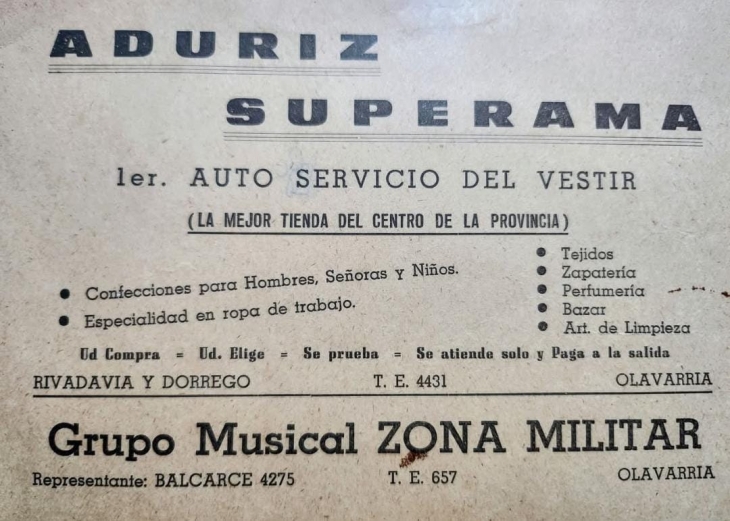 ADURIZ
SUPERAMA
1er. AUTO SERVICIO DEL VESTIR
(LA MEJOR TIENDA DEL CENTRO DE LA PROVINCIA)
● Confecciones para Hombres, Señoras y Niños.
● Especialidad en ropa de trabajo.
● Tejidos
● Zapatería
● Perfumería
● Bazar
● Art. de Limpieza
Ud Compra = Ud. Elige = Se prueba = Se atiende solo y Paga a la salida
RIVADAVIA Y DORREGO T. E. 4431 OLAVARRIA
Grupo Musical ZONA MILITAR
Representante: BALCARCE 4275 T. E. 657 OLAVARRIA